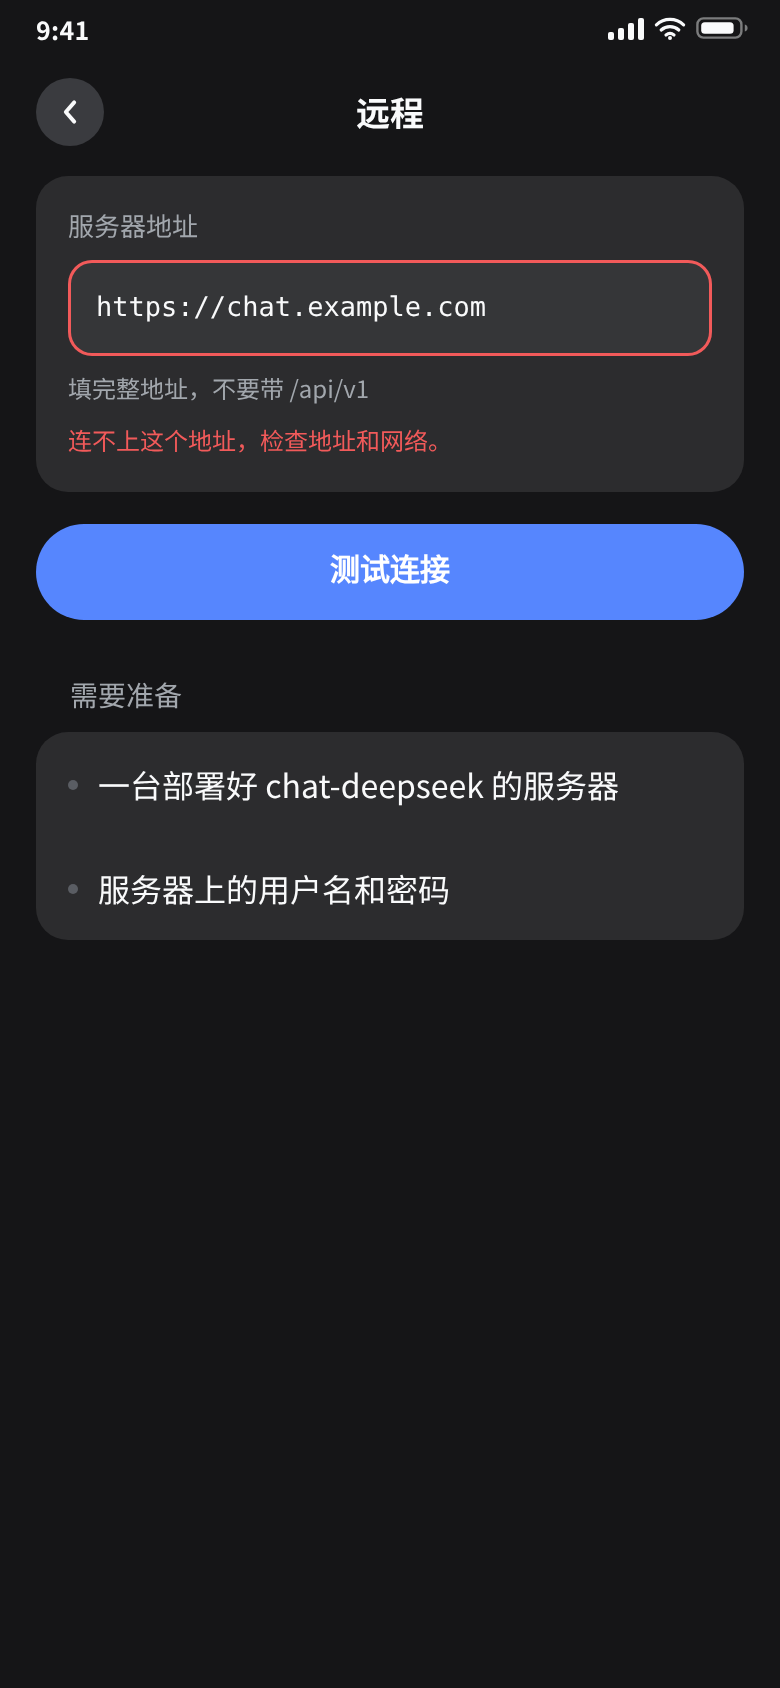 9:41
远程
服务器地址
https://chat.example.com
填完整地址，不要带 /api/v1
连不上这个地址，检查地址和网络。
测试连接
需要准备
一台部署好 chat-deepseek 的服务器
服务器上的用户名和密码